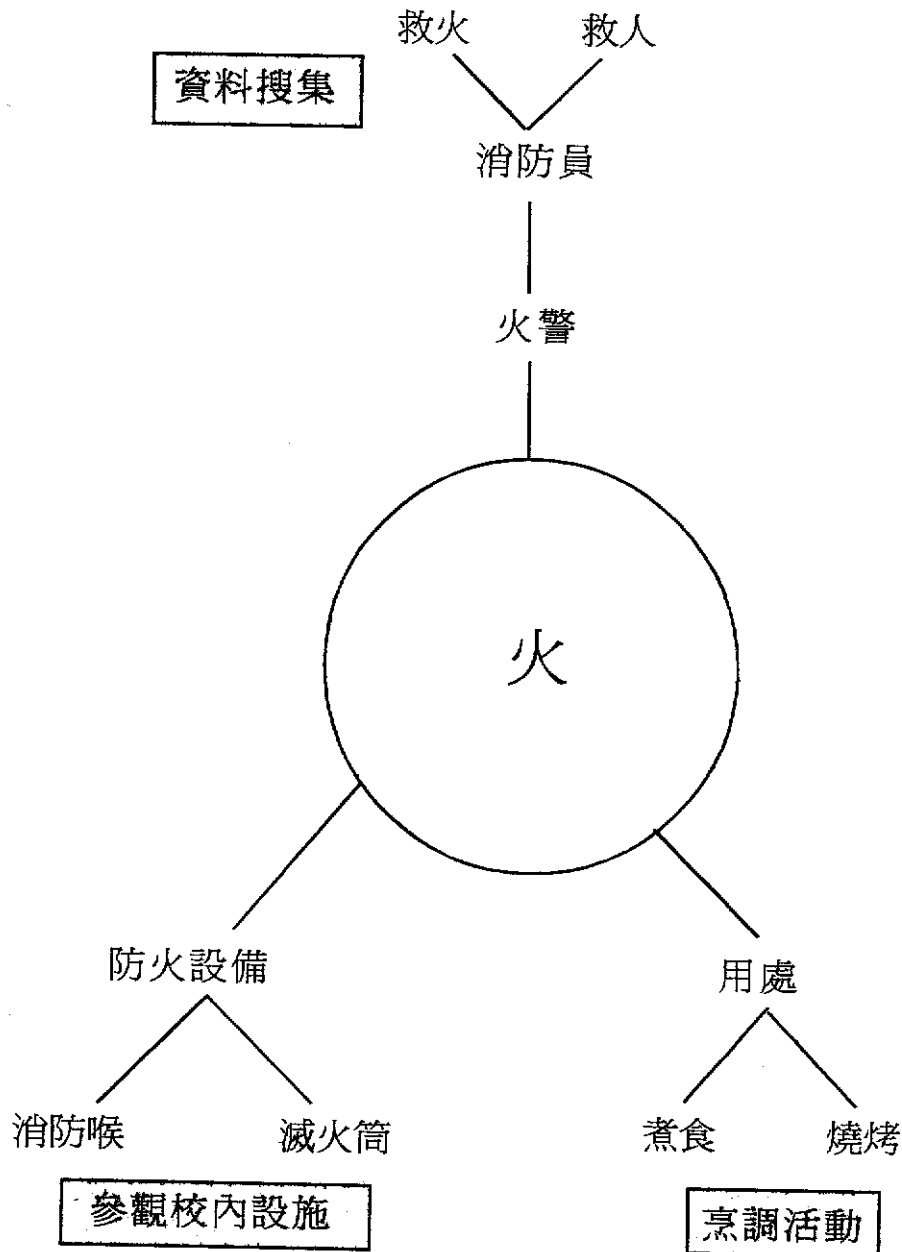 救火 救人
資料搜集
消防員
火警
火
防火設備 用處
消防喉 滅火筒 煮食 燒烤
參觀校內設施 烹調活動